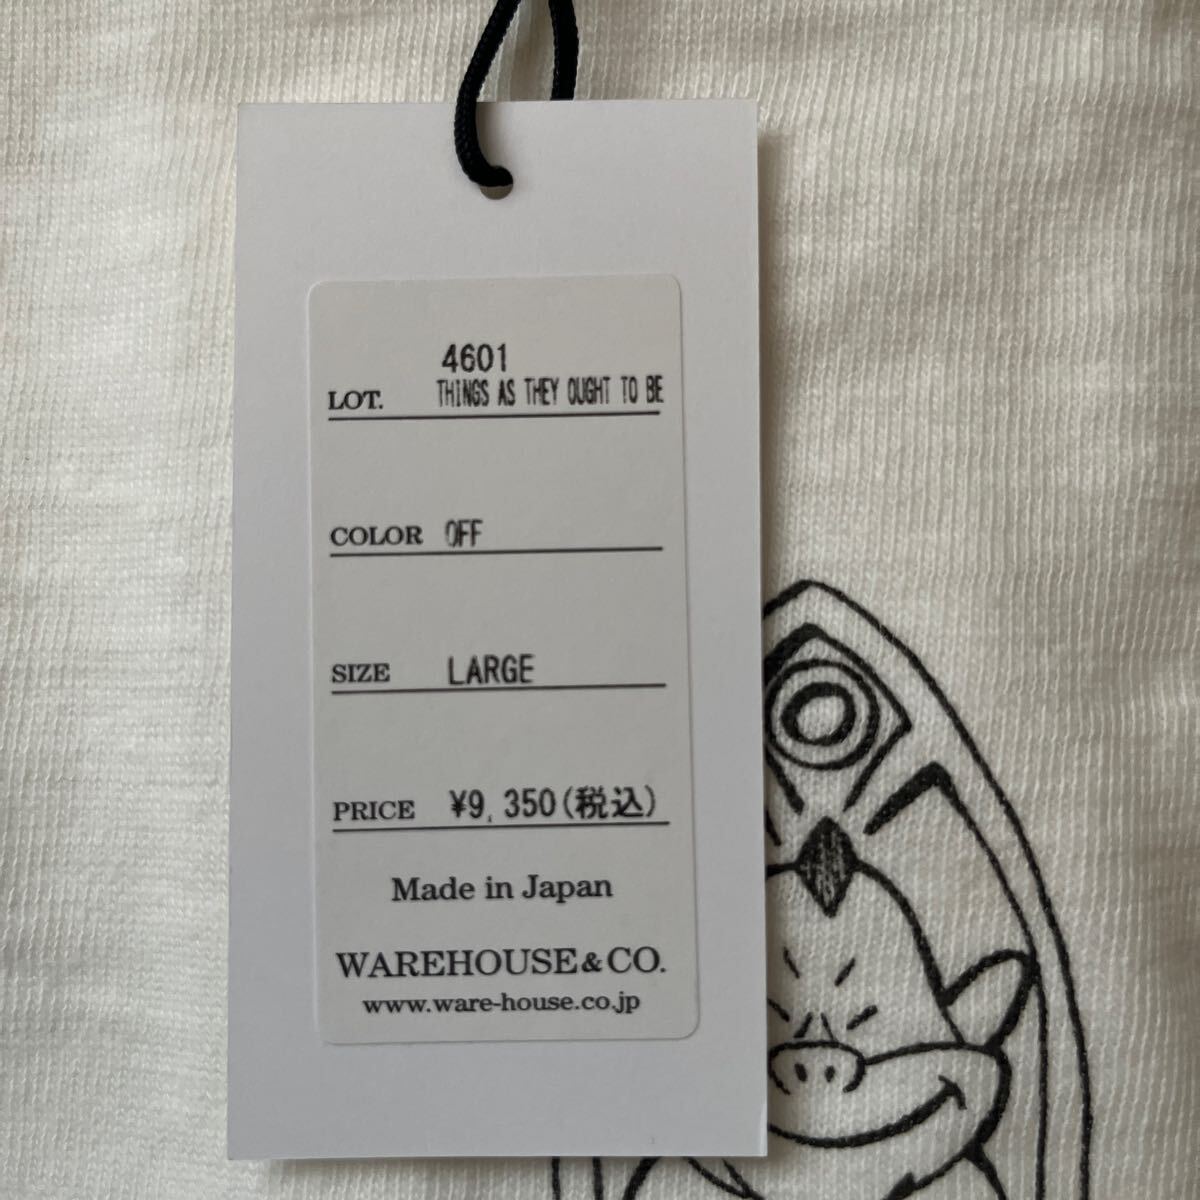 4601
LOT. THINGS AS THEY OUGHT TO BE
COLOR OFF
SIZE LARGE
PRICE ¥9,350(税込)
Made in Japan
WAREHOUSE&CO.
www.ware-house.co.jp